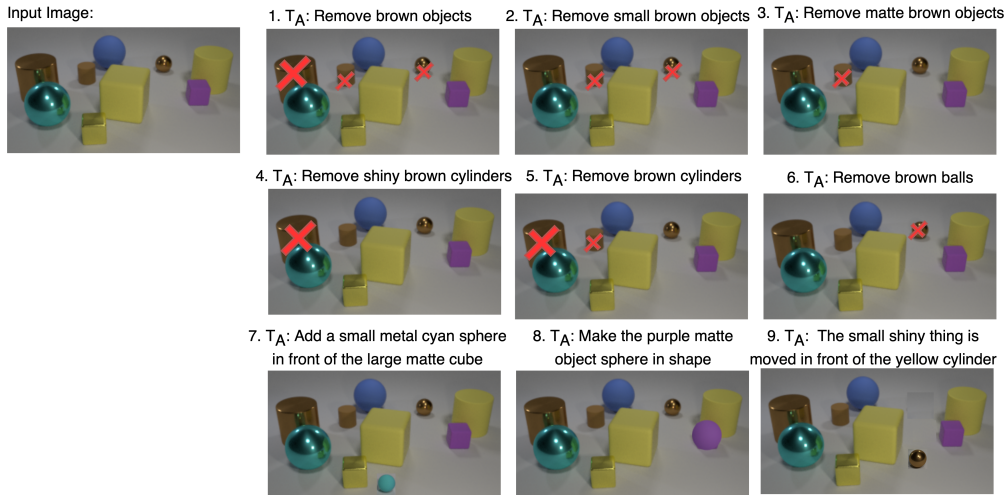 Input Image:
1. TA: Remove brown objects
2. TA: Remove small brown objects
3. TA: Remove matte brown objects
4. TA: Remove shiny brown cylinders
5. TA: Remove brown cylinders
6. TA: Remove brown balls
7. TA: Add a small metal cyan sphere
in front of the large matte cube
8. TA: Make the purple matte
object sphere in shape
9. TA: The small shiny thing is
moved in front of the yellow cylinder